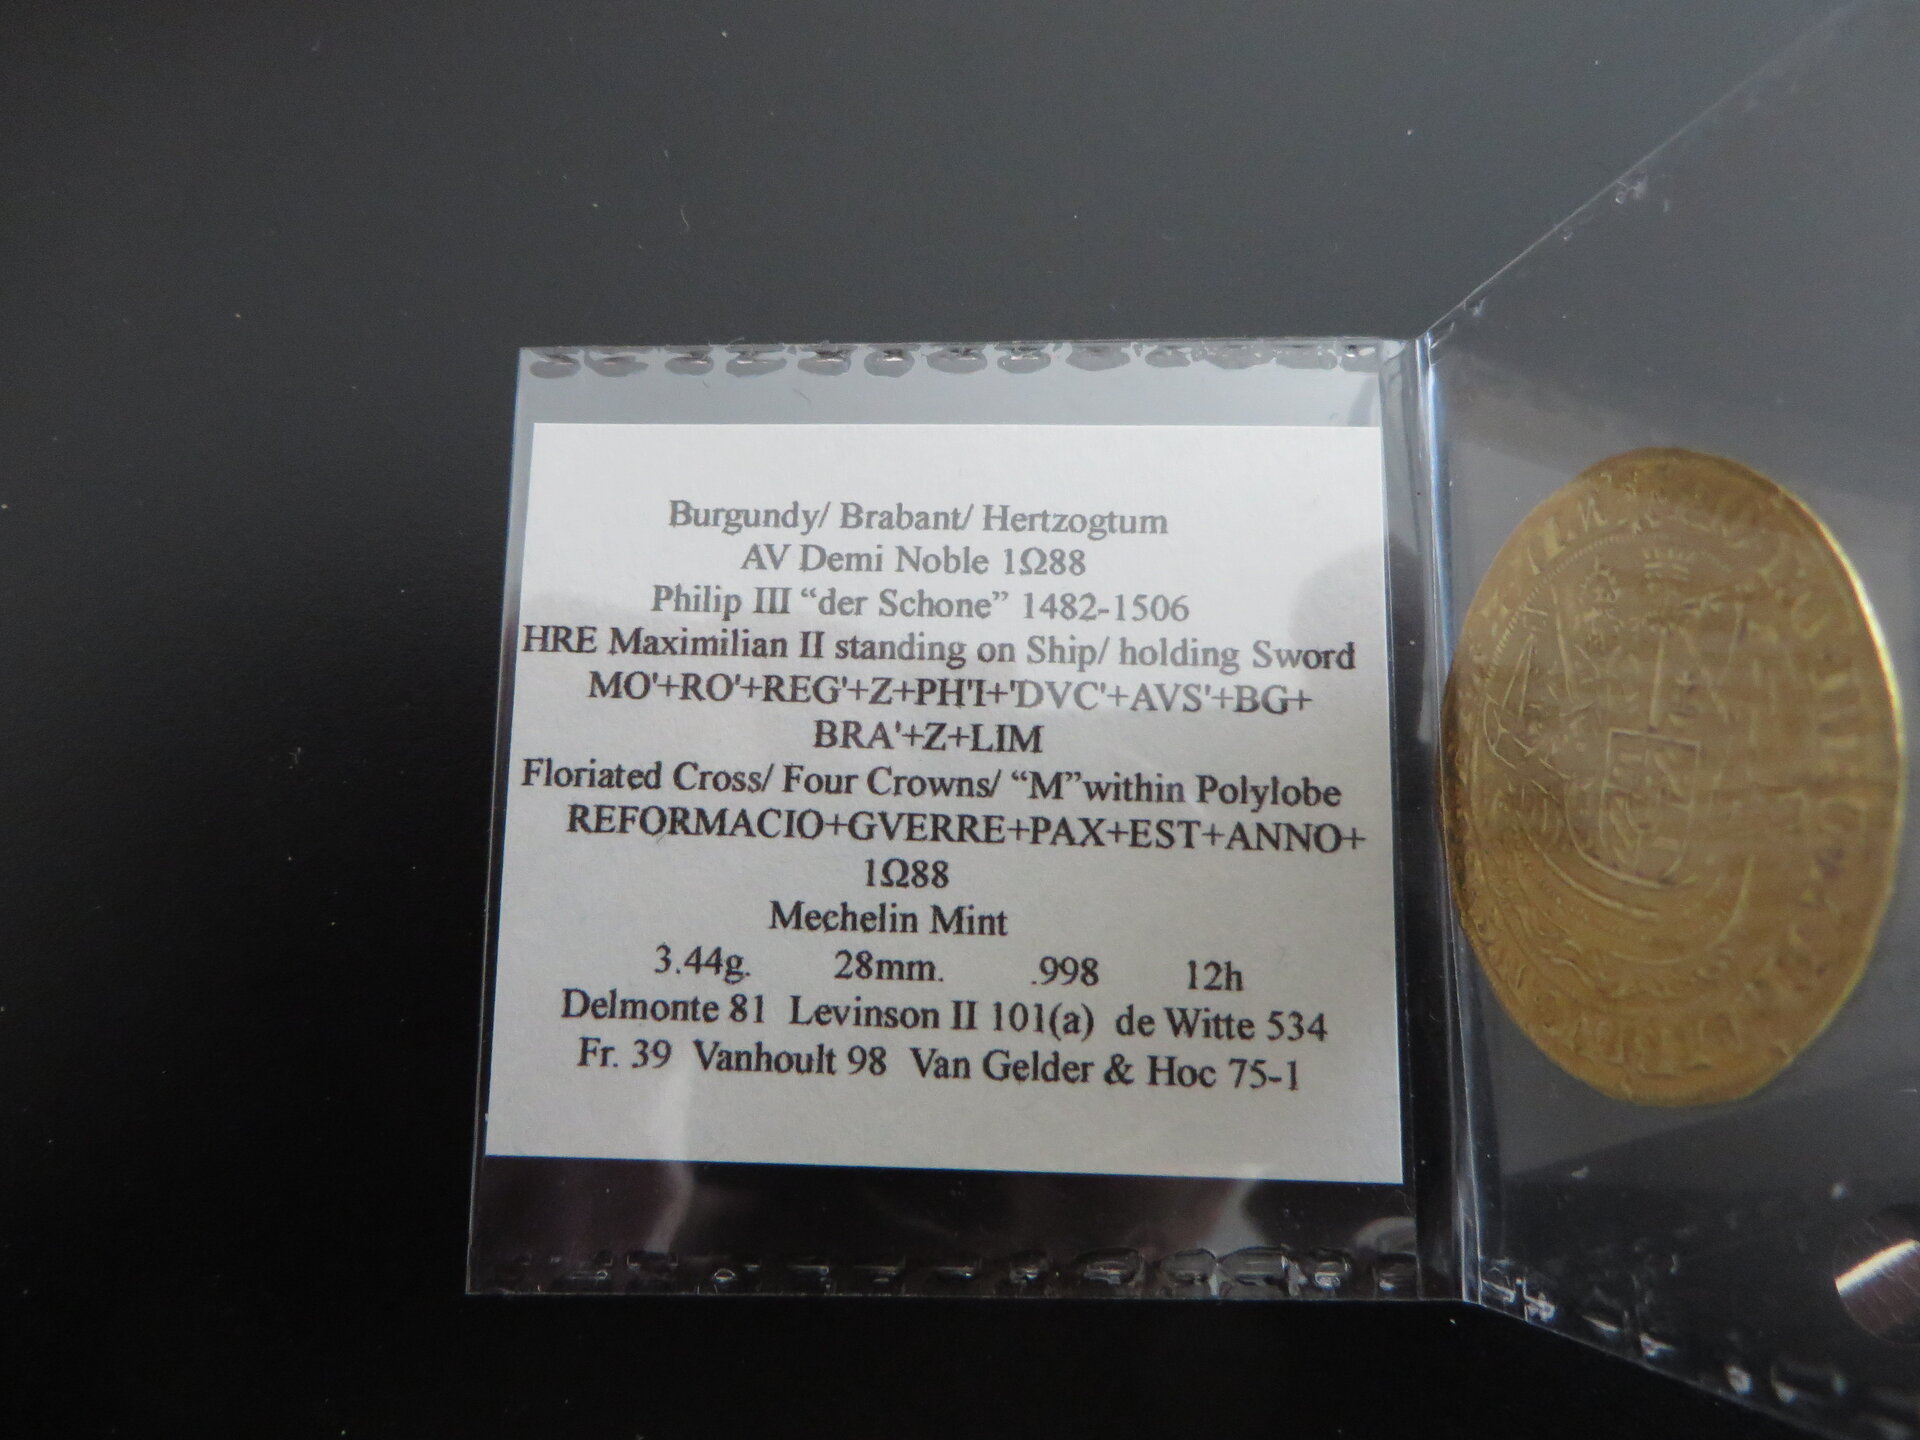 Burgundy/ Brabant/ Hertzogtum
AV Demi Noble 1Ω88
Philip III “der Schone” 1482-1506
HRE Maximilian II standing on Ship/ holding Sword
MO'+RO'+REG'+Z+PH'I+'DVC'+AVS'+BG+
BRA'+Z+LIM
Floriated Cross/ Four Crowns/ “M”within Polylobe
REFORMACIO+GVERRE+PAX+EST+ANNO+
1Ω88
Mechelin Mint
3.44g. 28mm. .998 12h
Delmonte 81 Levinson II 101(a) de Witte 534
Fr. 39 Vanhoult 98 Van Gelder & Hoc 75-1